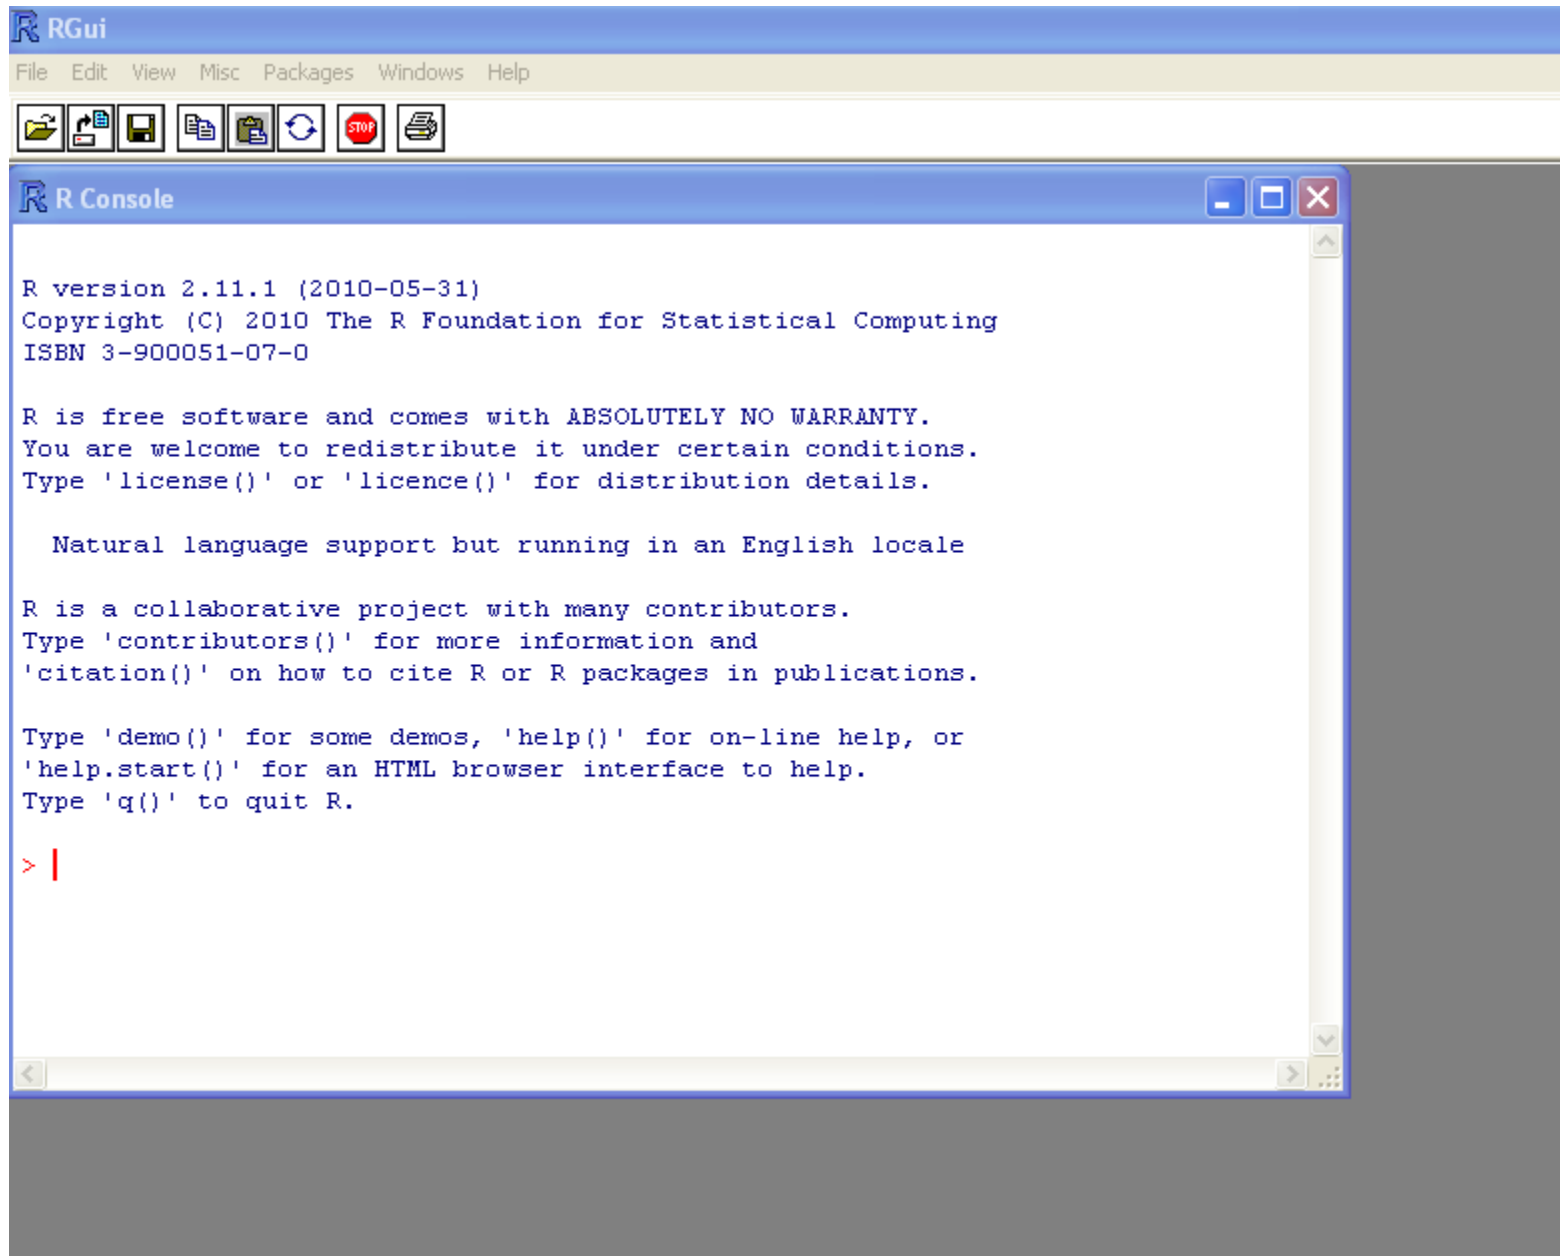 RGui
File Edit View Misc Packages Windows Help
STOP
R Console
R version 2.11.1 (2010-05-31)
Copyright (C) 2010 The R Foundation for Statistical Computing
ISBN 3-900051-07-0
R is free software and comes with ABSOLUTELY NO WARRANTY.
You are welcome to redistribute it under certain conditions.
Type 'license()' or 'licence()' for distribution details.
Natural language support but running in an English locale
R is a collaborative project with many contributors.
Type 'contributors()' for more information and
'citation()' on how to cite R or R packages in publications.
Type 'demo()' for some demos, 'help()' for on-line help, or
'help.start()' for an HTML browser interface to help.
Type 'q()' to quit R.
>